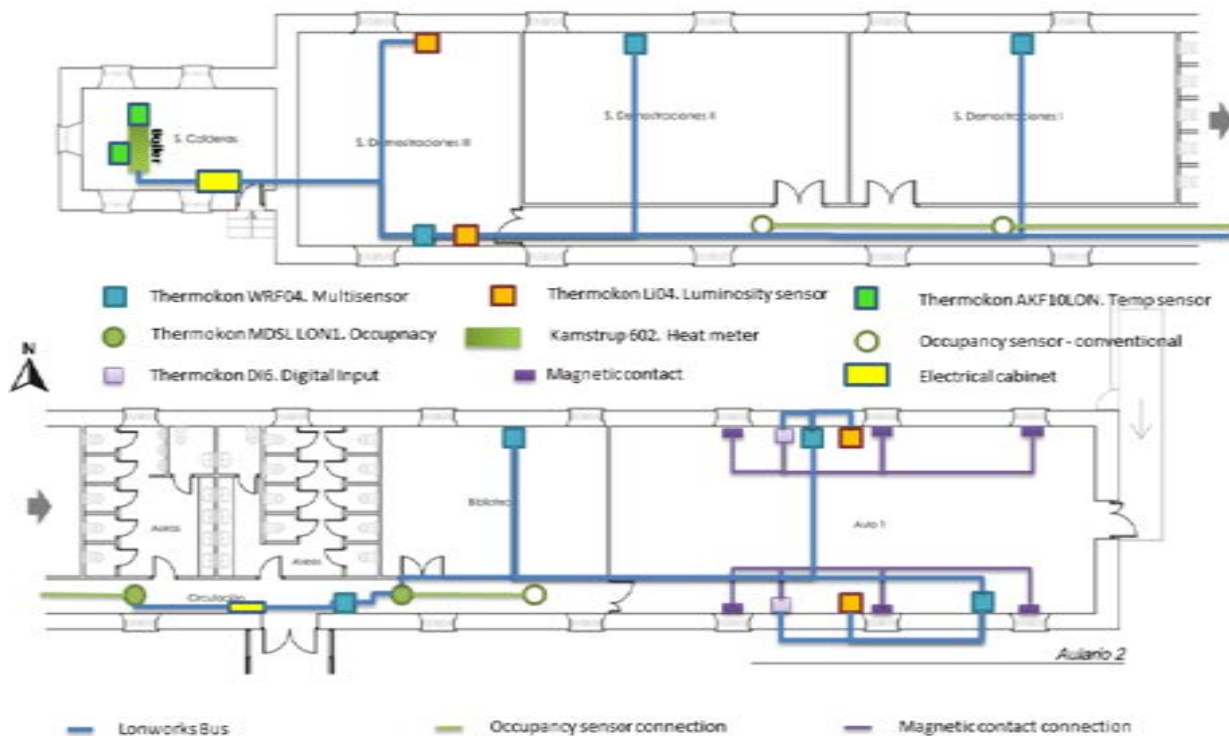 Boiler
S. Calderas
S. Demostraciones III
S. Demostraciones II
S. Demostraciones I
Thermokon WRF04. Multisensor
Thermokon Li04. Luminosity sensor
Thermokon AKF10LON. Temp sensor
Thermokon MDSL LON1. Occupnacy
Kamstrup 602. Heat meter
Occupancy sensor - conventional
N
Thermokon DI6. Digital Input
Magnetic contact
Electrical cabinet
Aseos
Aseos
Circulación
Aula 1
Aulario 2
Lonworks Bus
Occupancy sensor connection
Magnetic contact connection